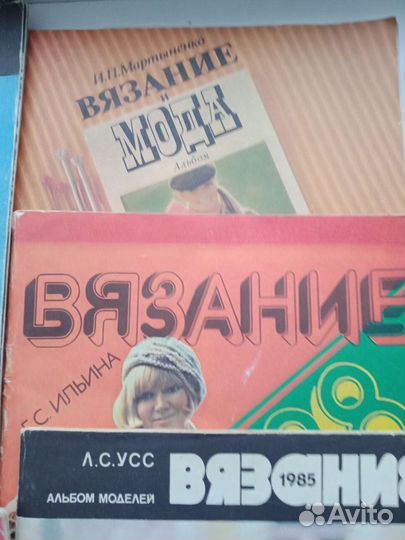 И.П.Мартыненко
ВЯЗАНИЕ
и
МОДА
Альбом
ВЯЗАНИЕ
Г.С. ИЛЬИНА
Л.С.УСС
АЛЬБОМ МОДЕЛЕЙ
ВЯЗАНИЯ
1985
Avito